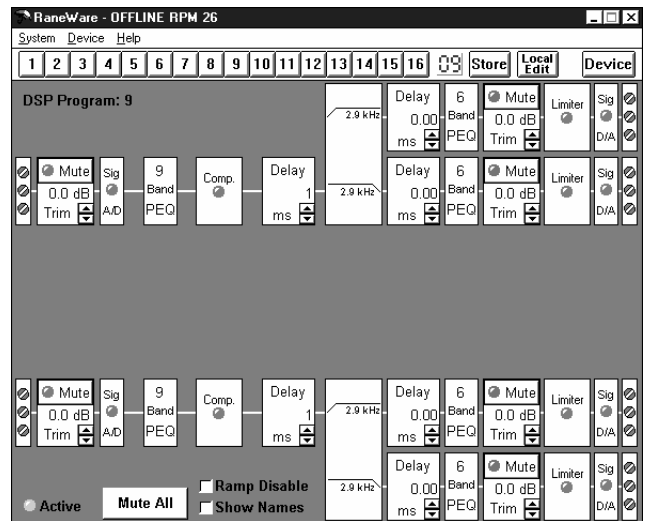 RaneWare - OFFLINE RPM 26
System Device Help
1 2 3 4 5 6 7 8 9 10 11 12 13 14 15 16 09 Store Local Edit Device
DSP Program: 9
2.9 kHz
Delay
0.00
ms
6
Band
PEQ
Mute
0.0 dB
Trim
Limiter
Sig
D/A
Mute
0.0 dB
Trim
Sig
A/D
9
Band
PEQ
Comp.
Delay
1
ms
2.9 kHz
Delay
0.00
ms
6
Band
PEQ
Mute
0.0 dB
Trim
Limiter
Sig
D/A
Mute
0.0 dB
Trim
Sig
A/D
9
Band
PEQ
Comp.
Delay
1
ms
2.9 kHz
Delay
0.00
ms
6
Band
PEQ
Mute
0.0 dB
Trim
Limiter
Sig
D/A
2.9 kHz
Delay
0.00
ms
6
Band
PEQ
Mute
0.0 dB
Trim
Limiter
Sig
D/A
Active
Mute All
Ramp Disable
Show Names